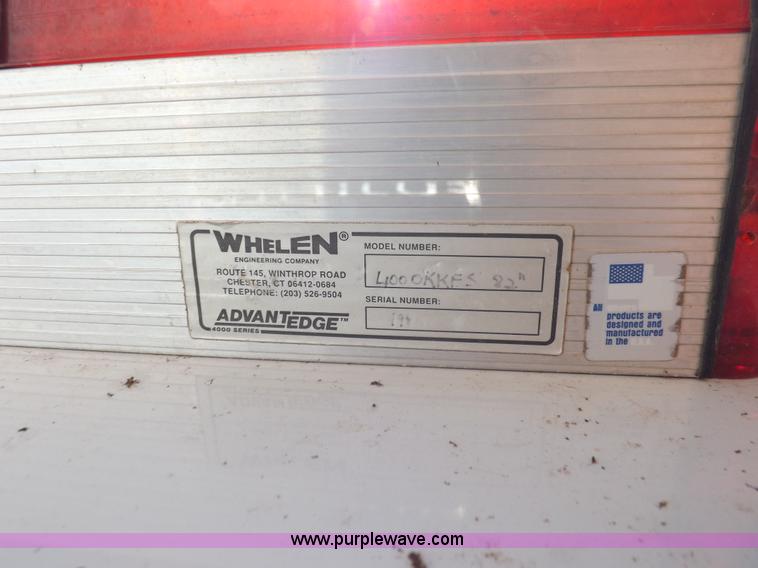 WHELEN®
ENGINEERING COMPANY
ROUTE 145, WINTHROP ROAD
CHESTER, CT 06412-0684
TELEPHONE: (203) 526-9504
ADVANTEDGE™
4000 SERIES
MODEL NUMBER:
4000KKFS 82"
SERIAL NUMBER:
All
products are
designed and
manufactured
in the
www.purplewave.com